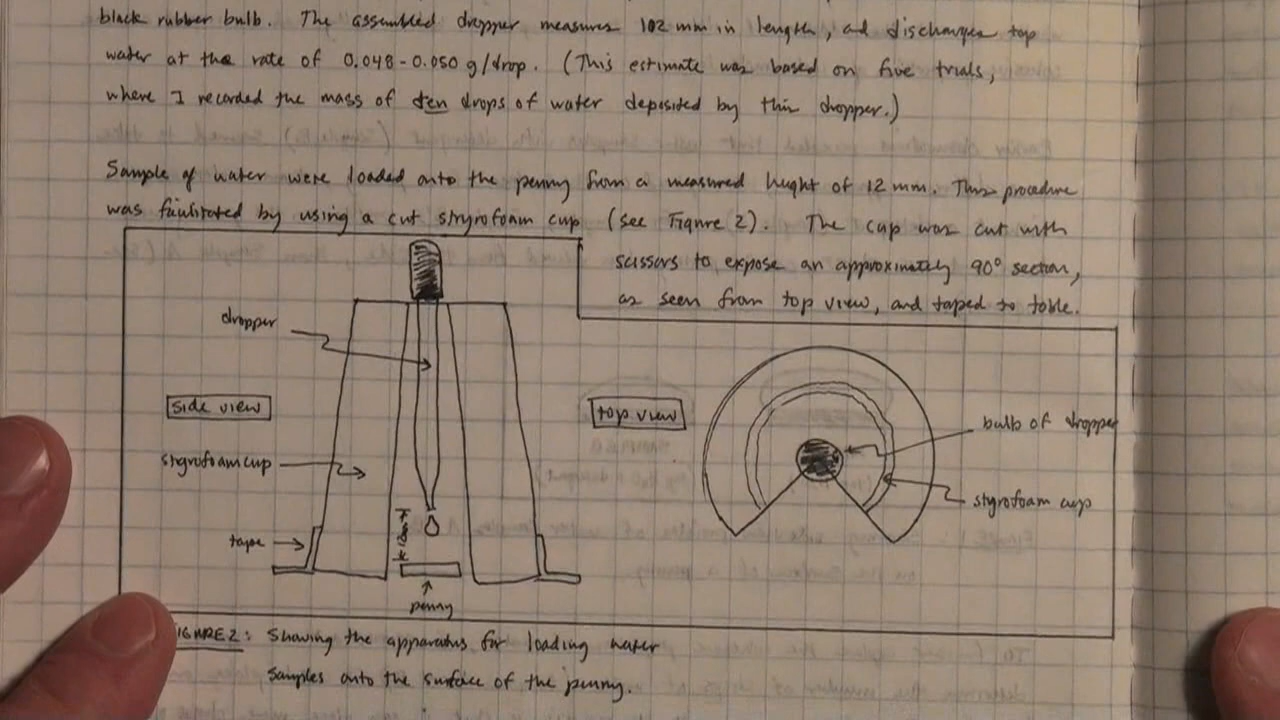 black rubber bulb. The assembled dropper measures 102 mm in length, and discharges tap
water at the rate of 0.048-0.050 g/drop. (This estimate was based on five trials,
where I recorded the mass of ten drops of water deposited by this dropper.)
Sample of water were loaded onto the penny from a measured height of 12 mm. This procedure
was facilitated by using a cut styrofoam cup (see Figure 2). The cup was cut with
scissors to expose an approximately 90° section,
as seen from top view, and taped to table.
dropper
side view
top view
bulb of dropper
styrofoam cup
styrofoam cup
tape
12mm
penny
FIGURE 2: Showing the apparatus for loading water
samples onto the surface of the penny.